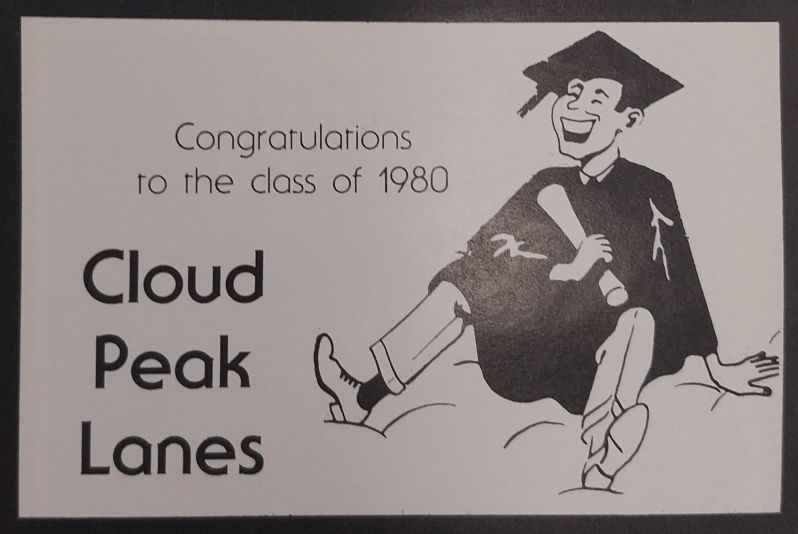 Congratulations
to the class of 1980
Cloud
Peak
Lanes